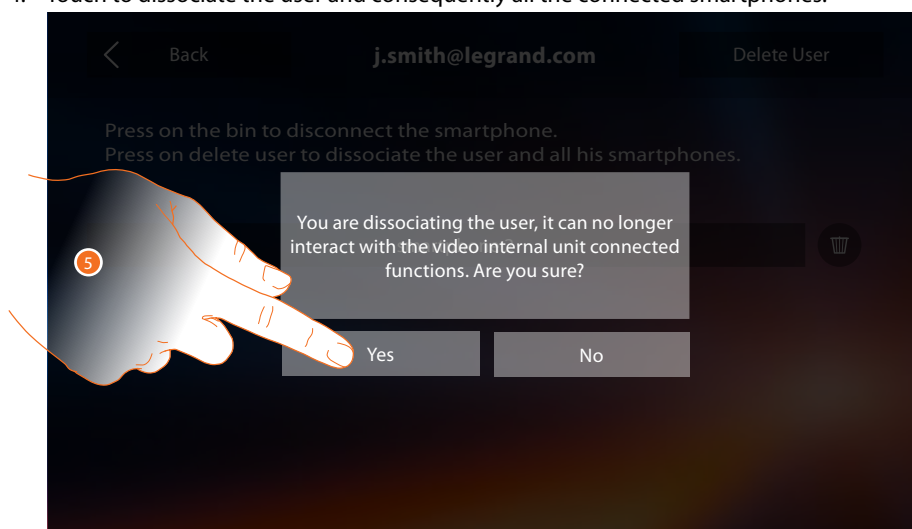 4. Touch to dissociate the user and consequently all the connected smartphones.
Back
j.smith@legrand.com
Delete User
Press on the bin to disconnect the smartphone.
Press on delete user to dissociate the user and all his smartphones.
You are dissociating the user, it can no longer
interact with the video internal unit connected
functions. Are you sure?
5
Yes
No